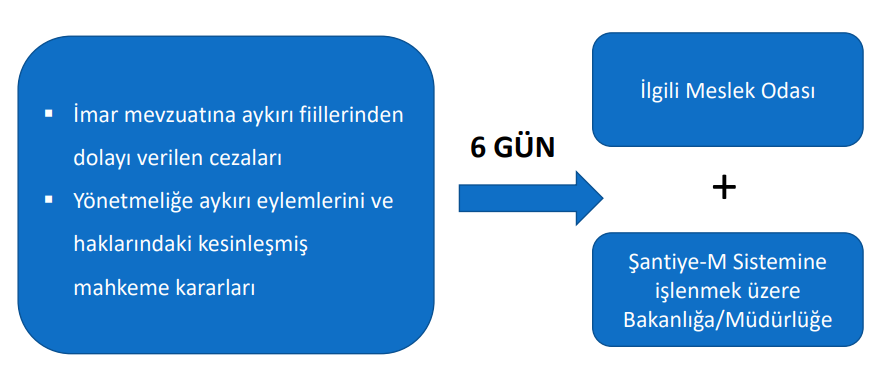 ▪ İmar mevzuatına aykırı fiillerinden
dolayı verilen cezaları
▪ Yönetmeliğe aykırı eylemlerini ve
haklarındaki kesinleşmiş
mahkeme kararları
6 GÜN
İlgili Meslek Odası
+
Şantiye-M Sistemine
işlenmek üzere
Bakanlığa/Müdürlüğe